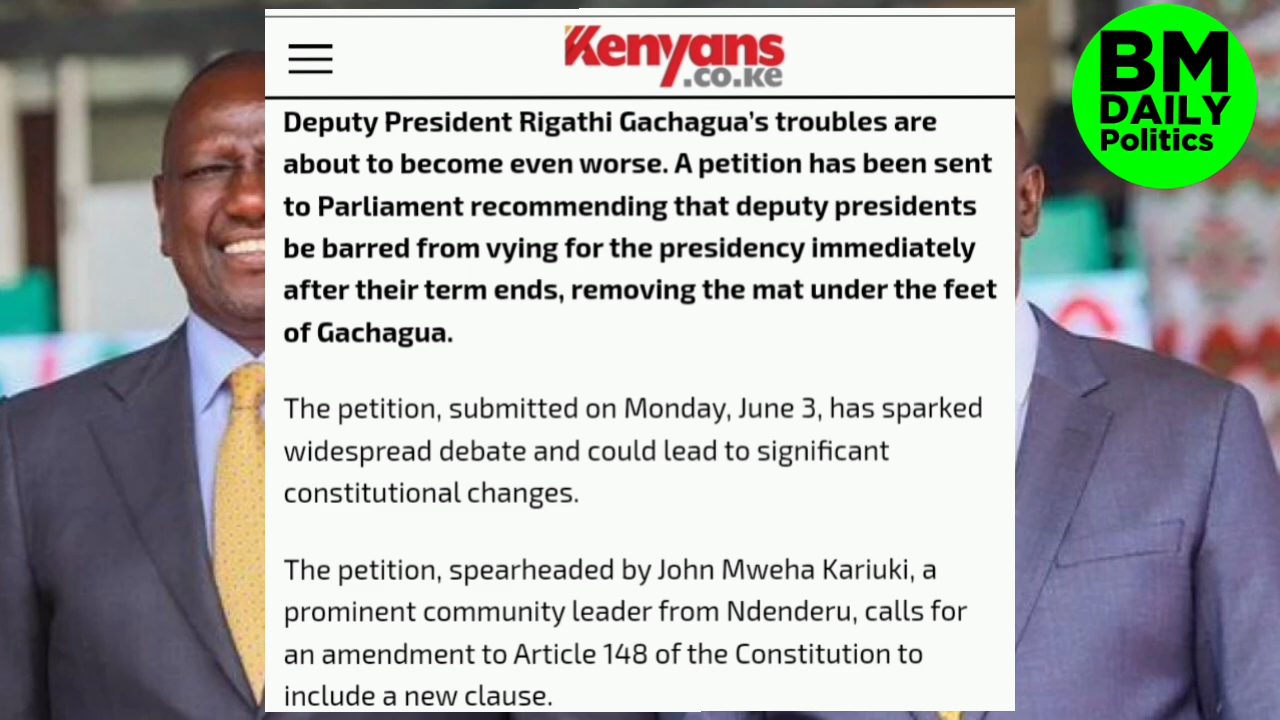 Kenyans
.co.ke
BM
DAILY
Politics
Deputy President Rigathi Gachagua’s troubles are
about to become even worse. A petition has been sent
to Parliament recommending that deputy presidents
be barred from vying for the presidency immediately
after their term ends, removing the mat under the feet
of Gachagua.
The petition, submitted on Monday, June 3, has sparked
widespread debate and could lead to significant
constitutional changes.
The petition, spearheaded by John Mweha Kariuki, a
prominent community leader from Ndenderu, calls for
an amendment to Article 148 of the Constitution to
include a new clause.